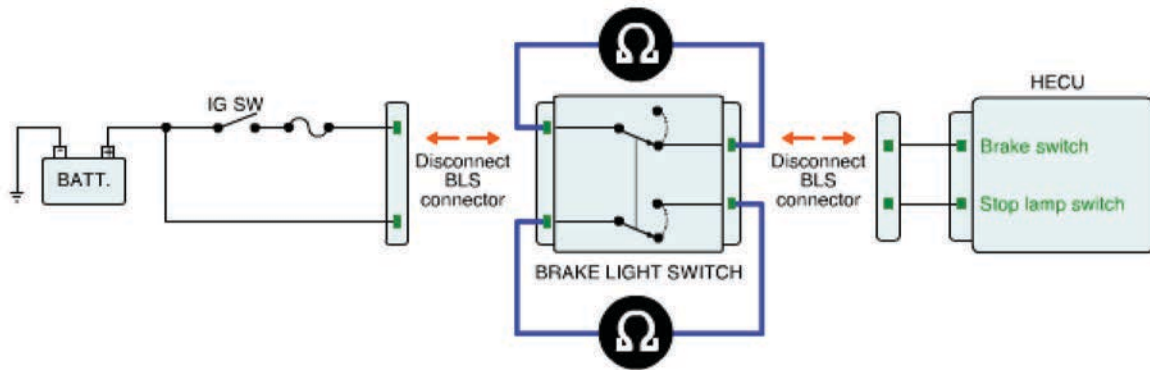 Ω
IG SW
HECU
- +
BATT.
Disconnect
BLS
connector
Disconnect
BLS
connector
Brake switch
Stop lamp switch
BRAKE LIGHT SWITCH
Ω